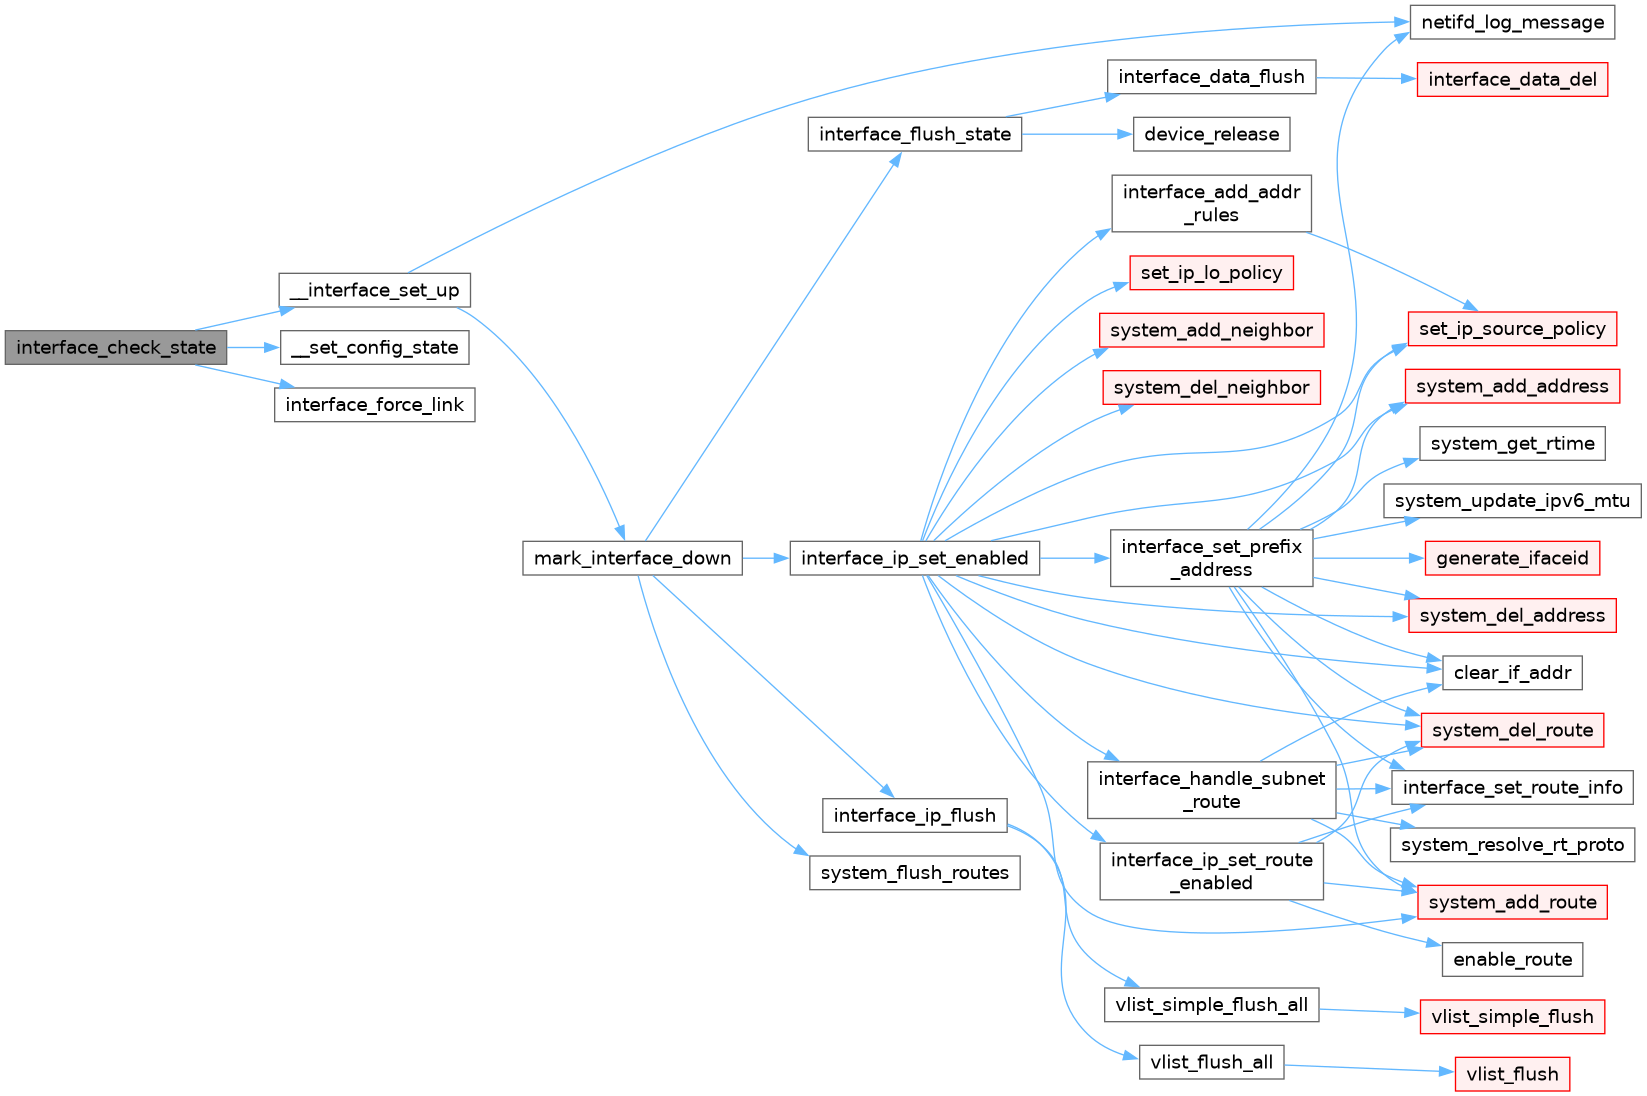 netifd_log_message
interface_data_flush
interface_data_del
interface_flush_state
device_release
interface_add_addr
_rules
set_ip_lo_policy
__interface_set_up
system_add_neighbor
set_ip_source_policy
interface_check_state
__set_config_state
system_del_neighbor
system_add_address
interface_force_link
system_get_rtime
system_update_ipv6_mtu
mark_interface_down
interface_ip_set_enabled
interface_set_prefix
_address
generate_ifaceid
system_del_address
clear_if_addr
system_del_route
interface_handle_subnet
_route
interface_set_route_info
interface_ip_flush
system_resolve_rt_proto
system_flush_routes
interface_ip_set_route
_enabled
system_add_route
enable_route
vlist_simple_flush_all
vlist_simple_flush
vlist_flush_all
vlist_flush